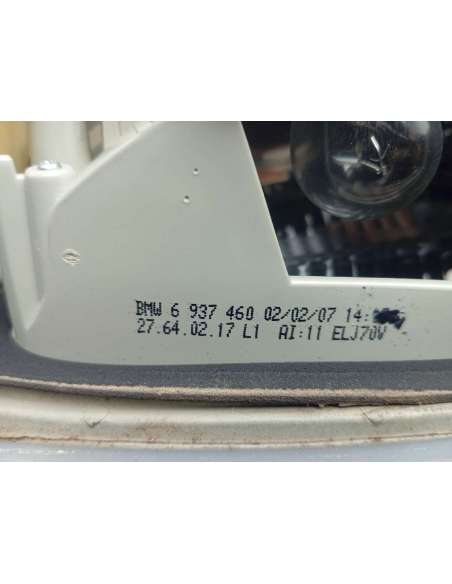 BMW 6 937 460 02/02/07 14:
27.64.02.17 L1 AI:11 ELJ70V